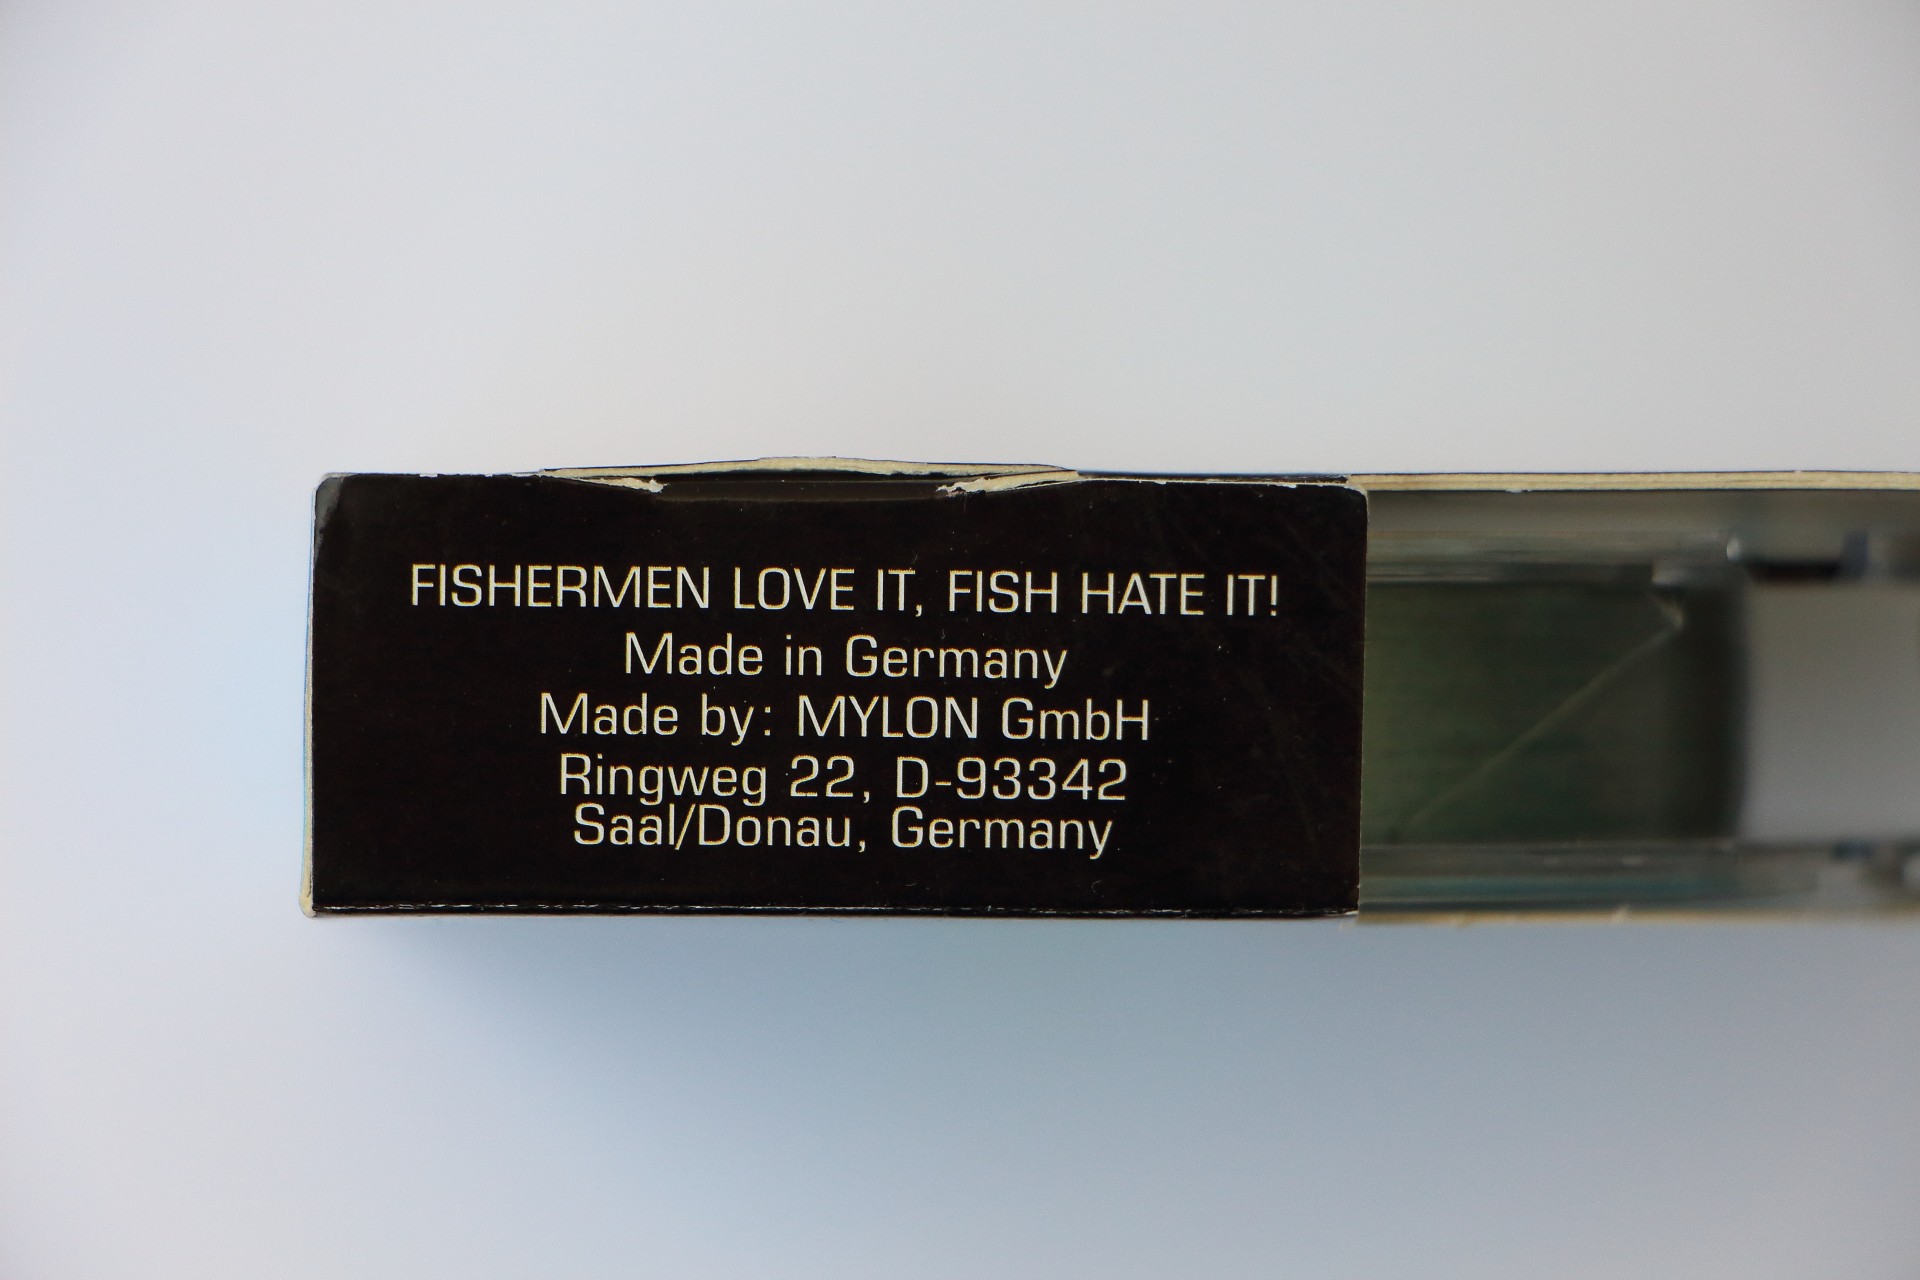 FISHERMEN LOVE IT, FISH HATE IT!
Made in Germany
Made by: MYLON GmbH
Ringweg 22, D-93342
Saal/Donau, Germany